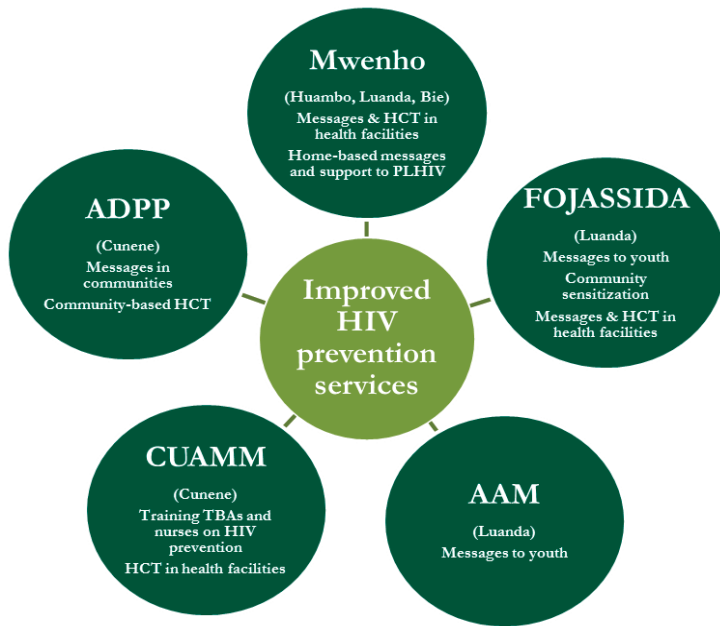 Mwenho
(Huambo, Luanda, Bie)
Messages & HCT in
health facilities
Home-based messages
and support to PLHIV
FOJASSIDA
(Luanda)
Messages to youth
Community
sensitization
Messages & HCT in
health facilities
AAM
(Luanda)
Messages to youth
CUAMM
(Cunene)
Training TBAs and
nurses on HIV
prevention
HCT in health facilities
ADPP
(Cunene)
Messages in
communities
Community-based HCT
Improved
HIV
prevention
services